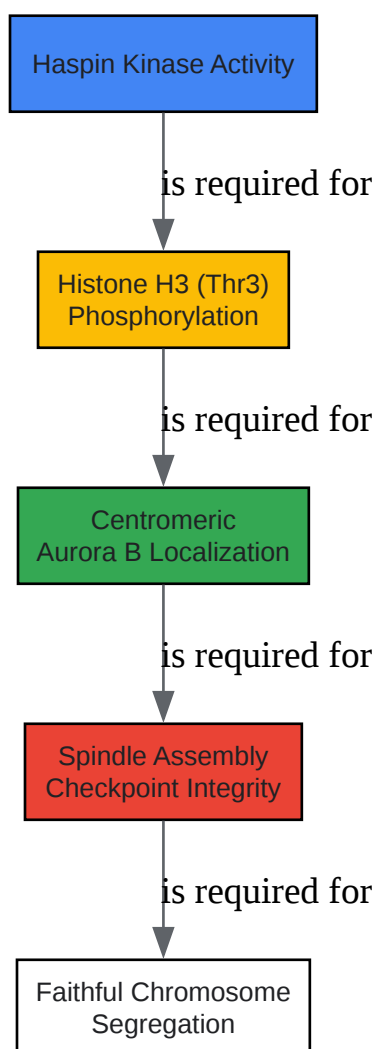 Haspin Kinase Activity
is required for
Histone H3 (Thr3)
Phosphorylation
is required for
Centromeric
Aurora B Localization
is required for
Spindle Assembly
Checkpoint Integrity
is required for
Faithful Chromosome
Segregation